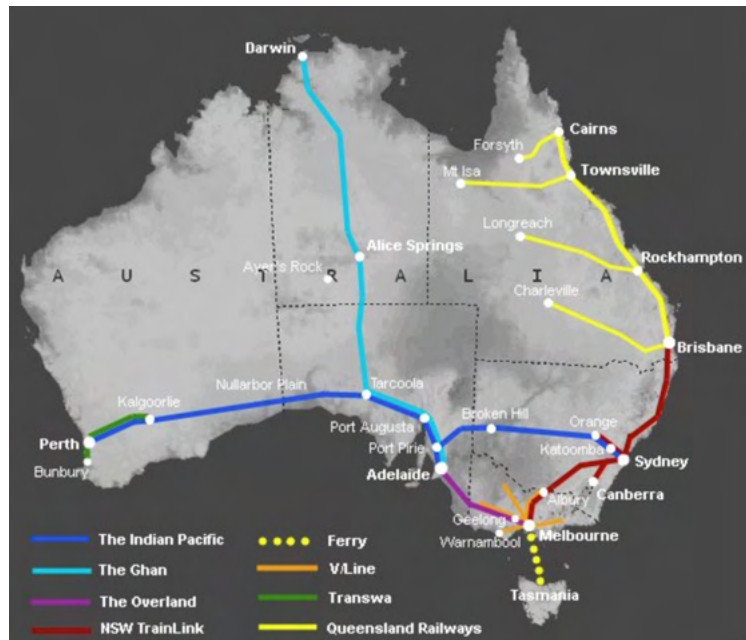 Darwin
Cairns
Forsyth
Mt Isa
Townsville
Longreach
Alice Springs
Rockhampton
Ayer's Rock
A U S T R A L I A
Charleville
Brisbane
Nullarbor Plain
Tarcoola
Kalgoorlie
Broken Hill
Orange
Port Augusta
Perth
Port Pirie
Katoomba
Sydney
Bunbury
Adelaide
Canberra
Albury
Geelong
Melbourne
Warnambool
The Indian Pacific
Ferry
The Ghan
V/Line
Tasmania
The Overland
Transwa
NSW TrainLink
Queensland Railways